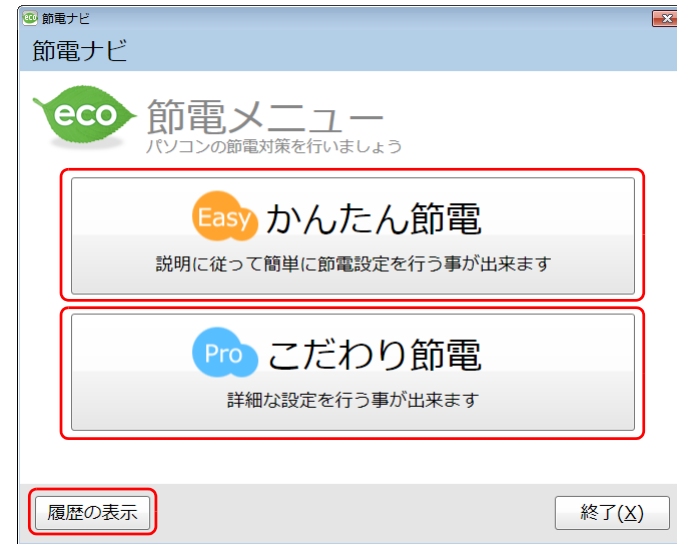 eco 節電ナビ
節電ナビ
eco
節電メニュー
パソコンの節電対策を行いましょう
Easy かんたん節電
説明に従って簡単に節電設定を行う事が出来ます
Pro こだわり節電
詳細な設定を行う事が出来ます
履歴の表示
終了(X)